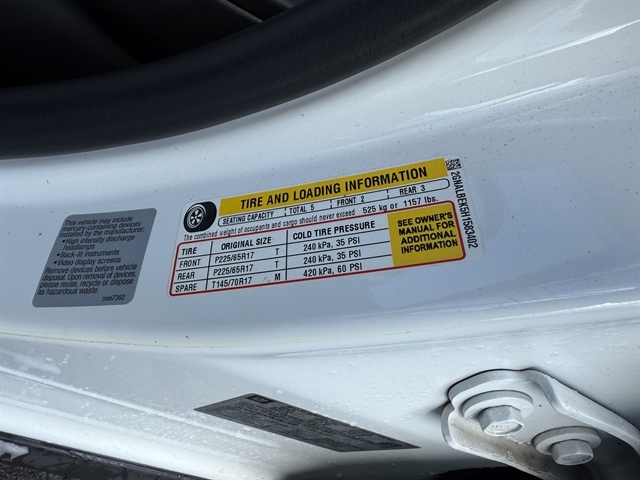 This vehicle may include
mercury-containing devices
installed by the manufacturer:
• High intensity discharge
headlamps
• Back-lit instruments
• Video display screens
Remove devices before vehicle
disposal. Upon removal of devices,
please reuse, recycle or dispose
as hazardous waste.
TIRE AND LOADING INFORMATION
SEATING CAPACITY TOTAL 5 FRONT 2 REAR 3
The combined weight of occupants and cargo should never exceed 525 kg or 1157 lbs.
TIRE ORIGINAL SIZE COLD TIRE PRESSURE
FRONT P225/65R17 T 240 kPa, 35 PSI
REAR P225/65R17 T 240 kPa, 35 PSI
SPARE T145/70R17 M 420 kPa, 60 PSI
SEE OWNER'S
MANUAL FOR
ADDITIONAL
INFORMATION
2GNALBEK5H1583402